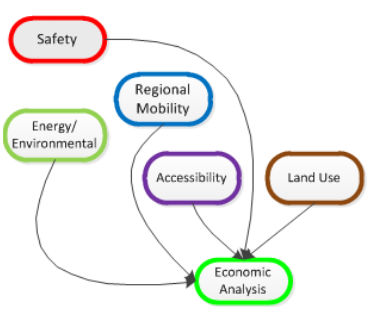 Safety
Regional
Mobility
Energy/
Environmental
Accessibility
Land Use
Economic
Analysis